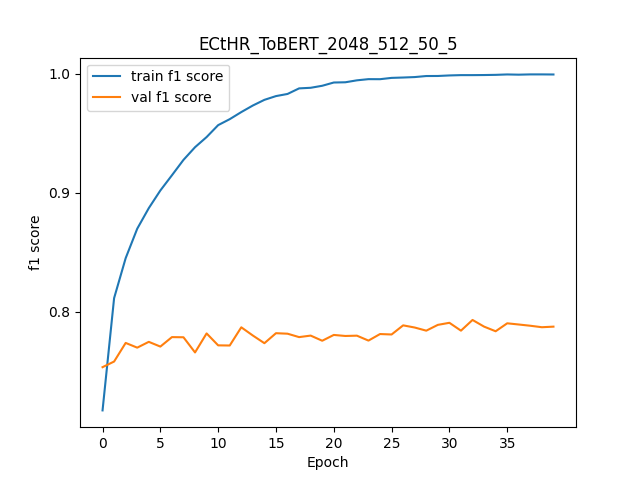 ECtHR_ToBERT_2048_512_50_5
train f1 score
val f1 score
1.0
0.9
0.8
f1 score
0 5 10 15 20 25 30 35
Epoch